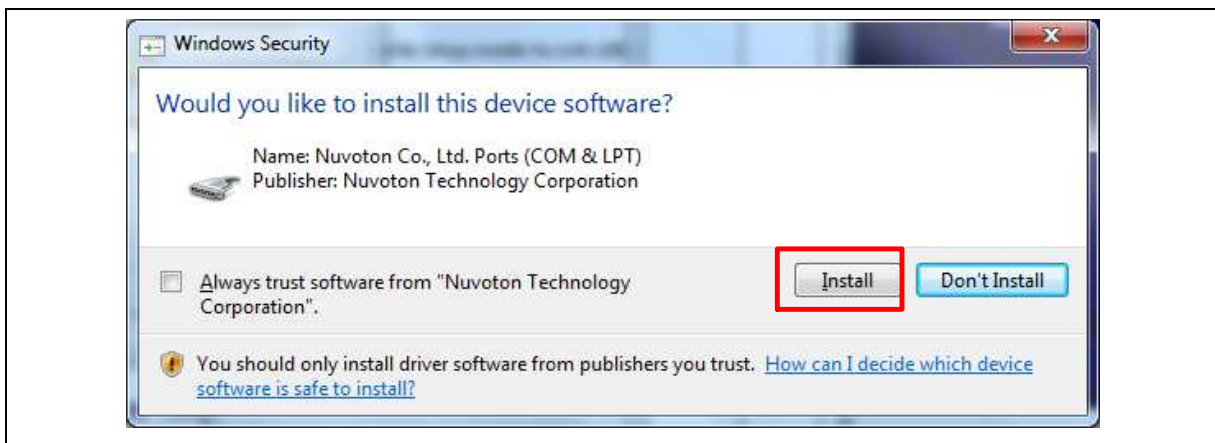 Windows Security
Would you like to install this device software?
Name: Nuvoton Co., Ltd. Ports (COM & LPT)
Publisher: Nuvoton Technology Corporation
Always trust software from "Nuvoton Technology
Corporation".
Install
Don't Install
You should only install driver software from publishers you trust. How can I decide which device
software is safe to install?